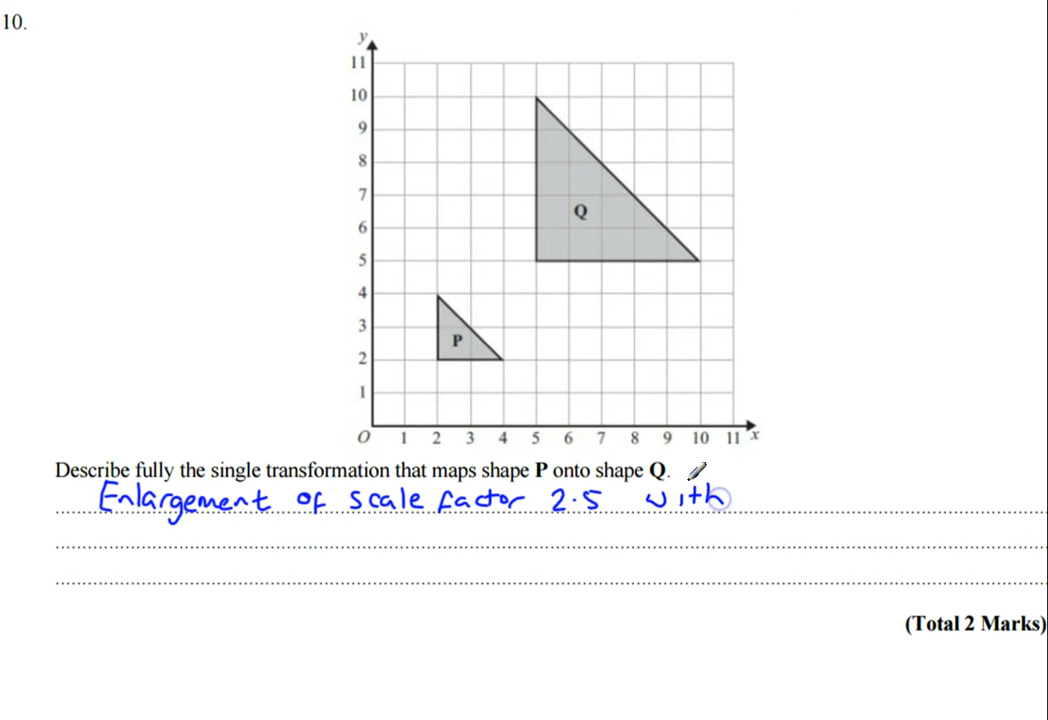 10.
y
11
10
9
8
7
6
5
4
3
2
1
Q
P
O 1 2 3 4 5 6 7 8 9 10 11 x
Describe fully the single transformation that maps shape P onto shape Q.
Enlargement of scale factor 2.5 with
(Total 2 Marks)